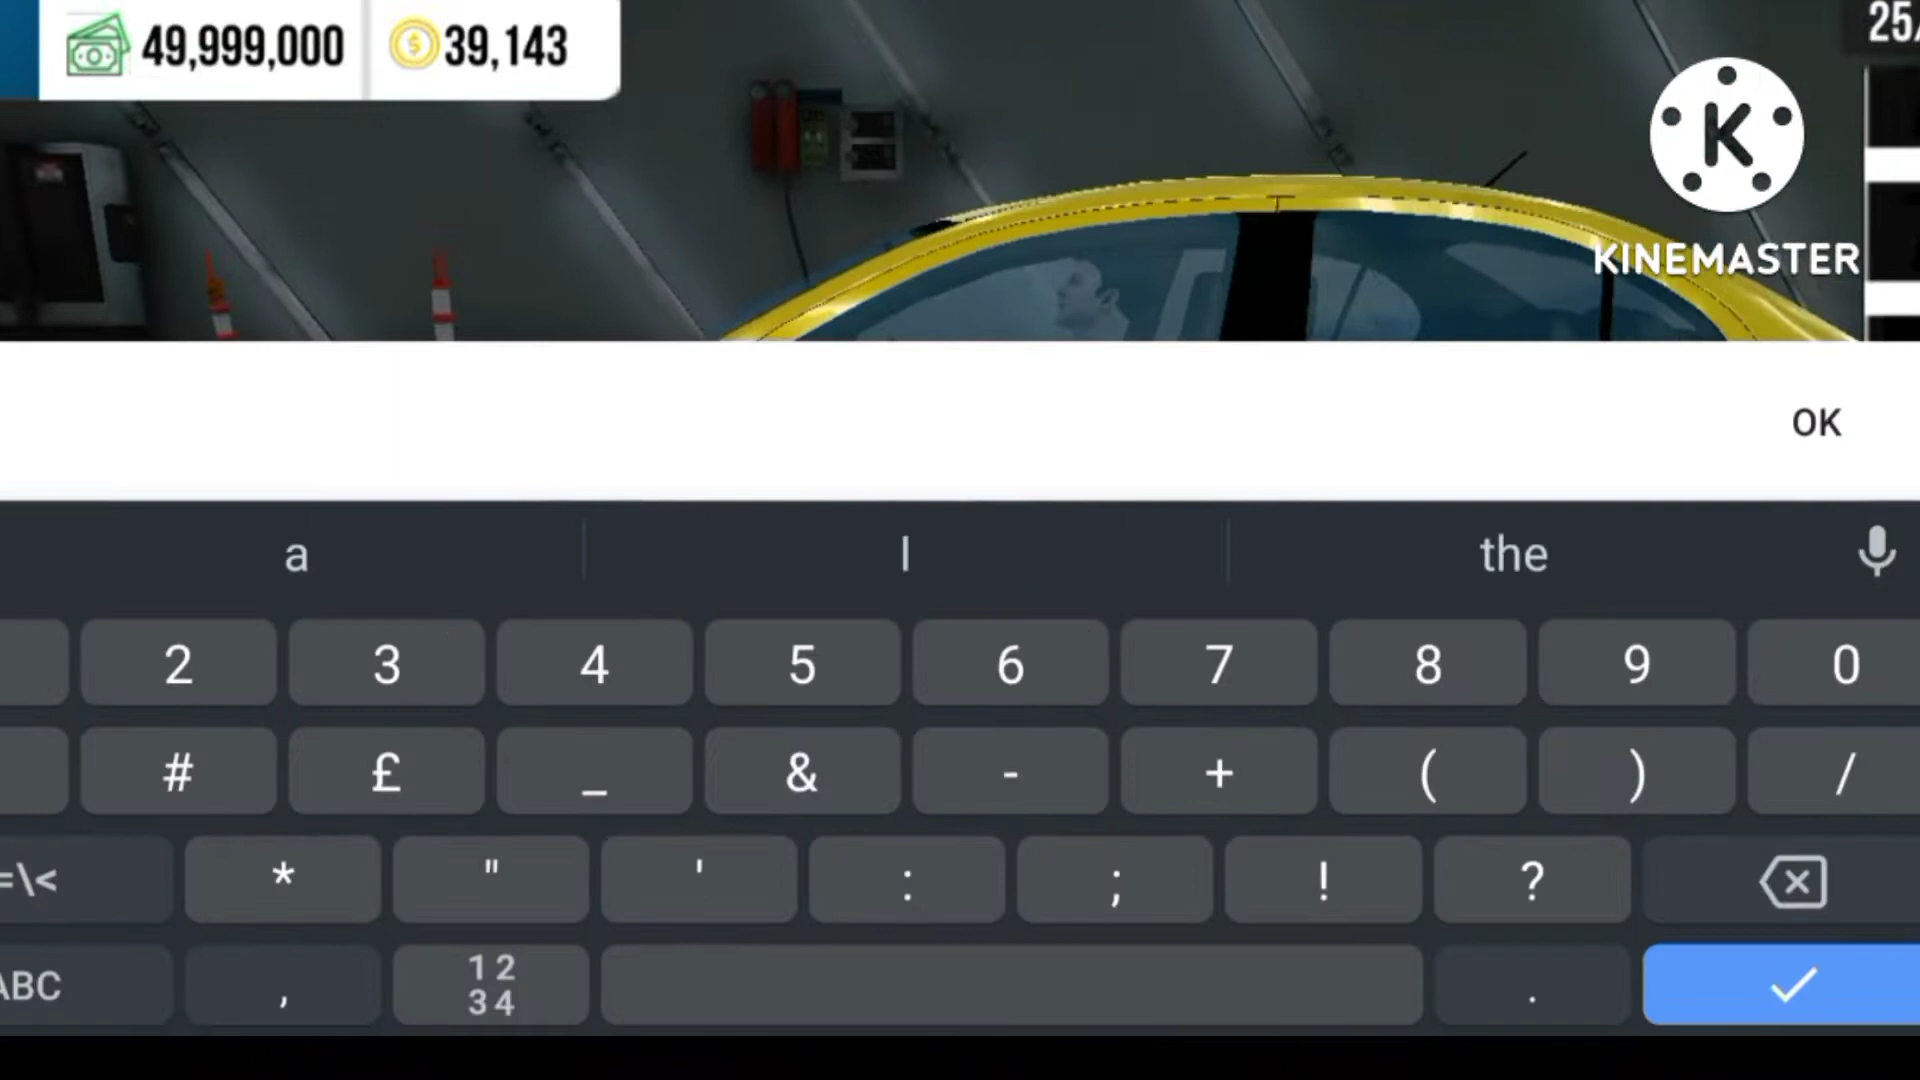 49,999,000 39,143
25/
K
KINEMASTER
OK
a I the
2 3 4 5 6 7 8 9 0
# £ _ & - + ( ) /
=\< * " ' : ; ! ?
ABC , 12 34 .